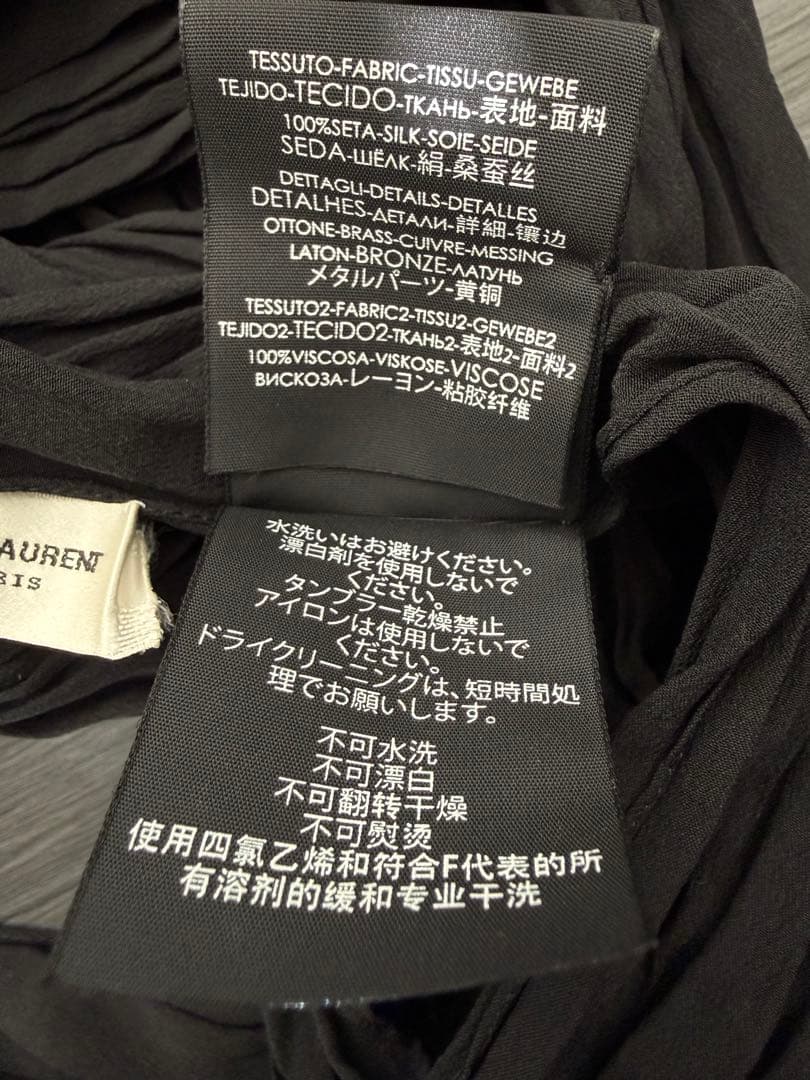 TESSUTO-FABRIC-TISSU-GEWEBE
TEJIDO-TECIDO-ТКАНЬ-表地-面料
100%SETA-SILK-SOIE-SEIDE
SEDA-ШЁЛК-絹-桑蚕丝
DETTAGLI-DETAILS-DETALLES
DETALHES-ДЕТАЛИ-詳細-镶边
OTTONE-BRASS-CUIVRE-MESSING
LATON-BRONZE-ЛАТУНЬ
メタルパーツ-黄铜
TESSUTO2-FABRIC2-TISSU2-GEWEBE2
TEJIDO2-TECIDO2-ТКАНЬ2-表地2-面料2
100%VISCOSA-VISKOSE-VISCOSE
ВИСКОЗА-レーヨン-粘胶纤维
AURENT
RIS
水洗いはお避けください。
漂白剤を使用しないで
ください。
タンブラー乾燥禁止
アイロンは使用しないで
ください。
ドライクリーニングは、短時間処
理でお願いします。
不可水洗
不可漂白
不可翻转干燥
不可熨烫
使用四氯乙烯和符合F代表的所
有溶剂的缓和专业干洗